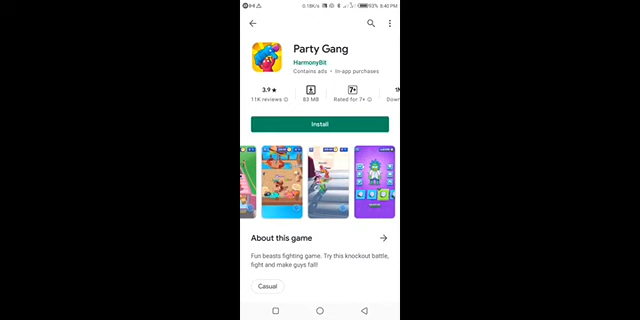 0.18K/s 93% 8:40 PM
Party Gang
HarmonyBit
Contains ads • In-app purchases
3.9★ 7+
11K reviews 83 MB Rated for 7+ Down
Install
About this game
Fun beasts fighting game. Try this knockout battle,
fight and make guys fall!
Casual